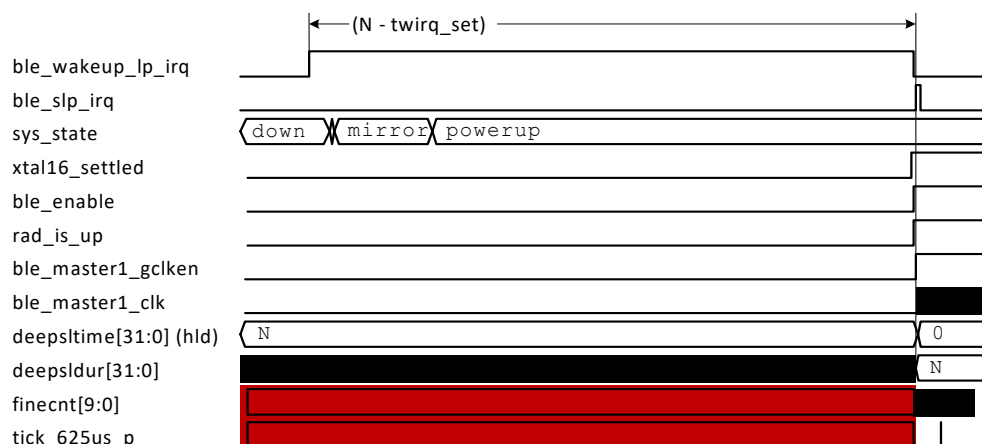 (N - twirq_set)
ble_wakeup_lp_irq
ble_slp_irq
sys_state down mirror powerup
xtal16_settled
ble_enable
rad_is_up
ble_master1_gclken
ble_master1_clk
deepsltime[31:0] (hld) N 0
deepsldur[31:0] N
finecnt[9:0]
tick_625us_p